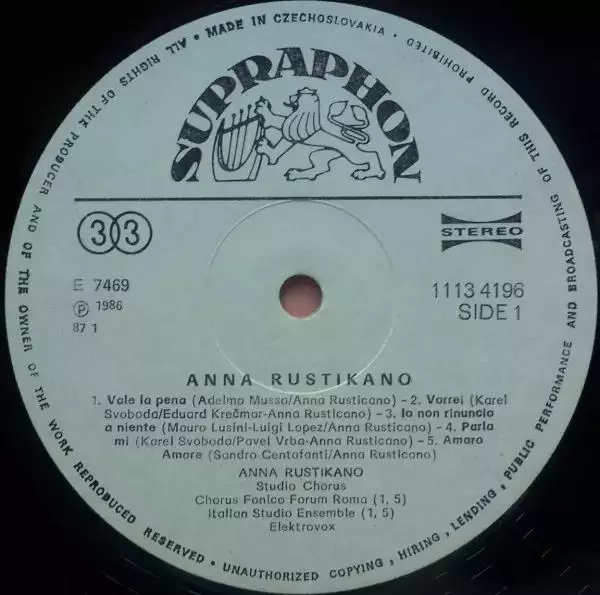 • MADE IN CZECHOSLOVAKIA •
ALL RIGHTS OF THE PRODUCER AND OF THE OWNER OF THE WORK REPRODUCED RESERVED • UNAUTHORIZED COPYING, HIRING, LENDING, PUBLIC PERFORMANCE AND BROADCASTING OF THIS RECORD PROHIBITED
SUPRAPHON
33
STEREO
E 7469
℗ 1986
87 1
1113 4196
SIDE 1
ANNA RUSTIKANO
1. Vale la pena (Adelmo Musso/Anna Rusticano) – 2. Vorrei (Karel
Svoboda/Eduard Krečmar-Anna Rusticano) – 3. Io non rinuncio
a niente (Mauro Lusini-Luigi Lopez/Anna Rusticano) – 4. Parla
mi (Karel Svoboda/Pavel Vrba-Anna Rusticano) – 5. Amaro
Amore (Sandro Centofanti/Anna Rusticano)
ANNA RUSTIKANO
Studio Chorus
Chorus Fonico Forum Roma (1, 5)
Italian Studio Ensemble (1, 5)
Elektrovox